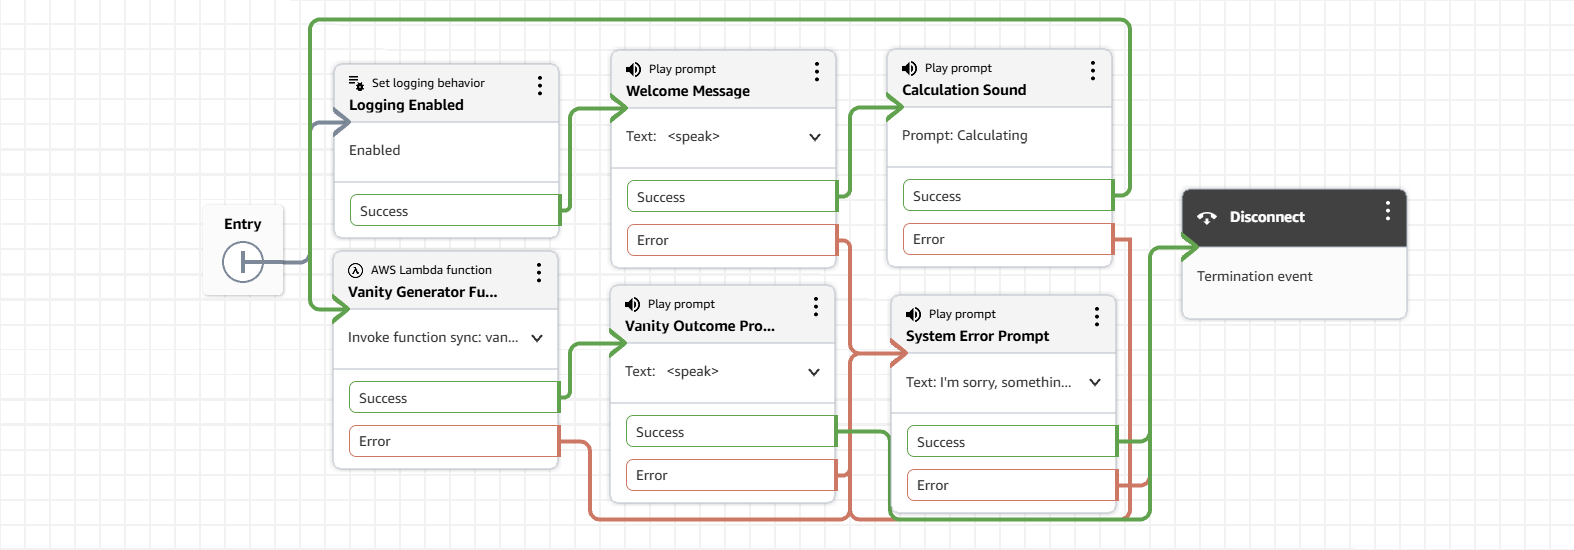 Entry
Set logging behavior
Logging Enabled
Enabled
Success
Play prompt
Welcome Message
Text: <speak>
Success
Error
Play prompt
Calculation Sound
Prompt: Calculating
Success
Error
AWS Lambda function
Vanity Generator Fu...
Invoke function sync: van...
Success
Error
Play prompt
Vanity Outcome Pro...
Text: <speak>
Success
Error
Play prompt
System Error Prompt
Text: I'm sorry, somethin...
Success
Error
Disconnect
Termination event